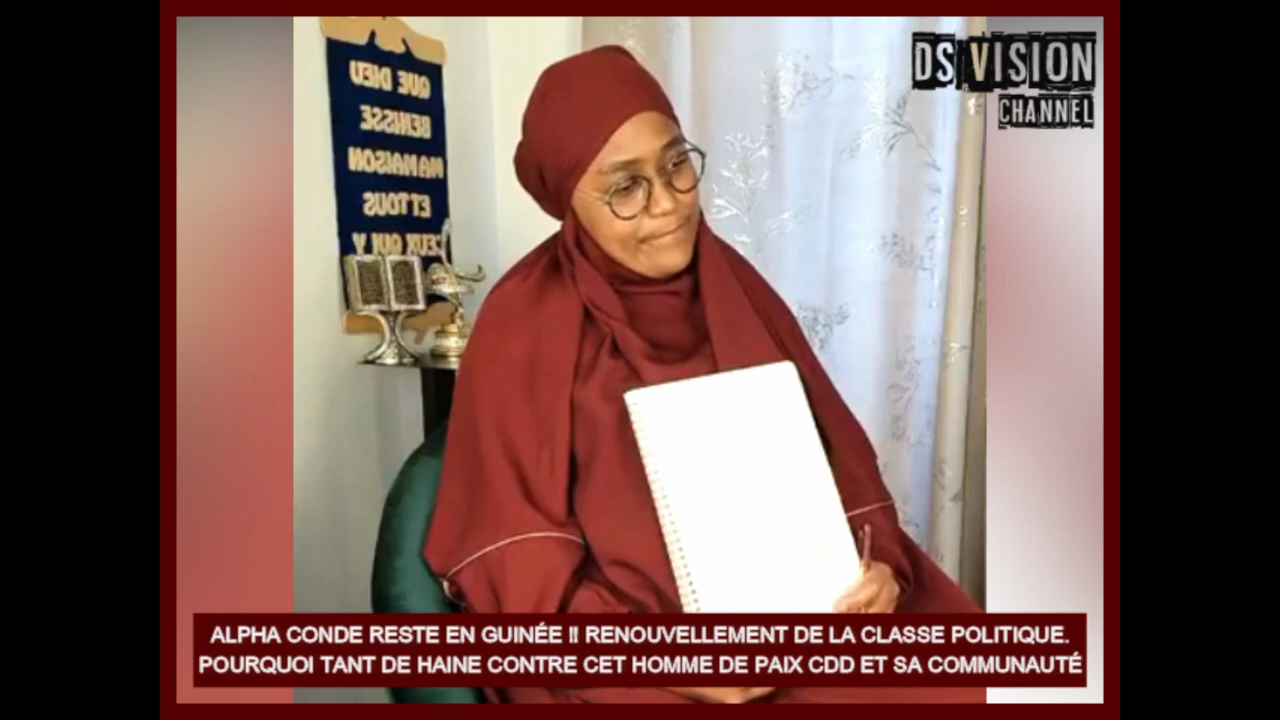 DS VISION
CHANNEL
QUE DIEU
BENISSE
MA MAISON
ET TOUS
CEUX QUI Y
ALPHA CONDE RESTE EN GUINÉE !! RENOUVELLEMENT DE LA CLASSE POLITIQUE.
POURQUOI TANT DE HAINE CONTRE CET HOMME DE PAIX CDD ET SA COMMUNAUTÉ